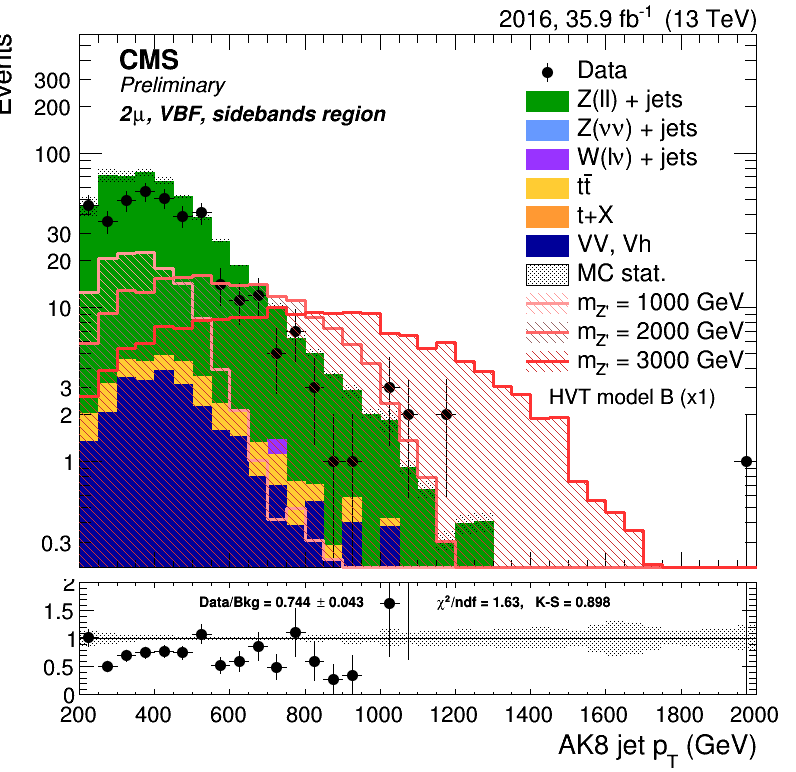 2016, 35.9 fb⁻¹ (13 TeV)
Events
CMS
Preliminary
2μ, VBF, sidebands region
Data
Z(ll) + jets
Z(νν) + jets
W(lν) + jets
tt̄
t+X
VV, Vh
MC stat.
m_Z' = 1000 GeV
m_Z' = 2000 GeV
m_Z' = 3000 GeV
HVT model B (x1)
300
200
100
30
20
10
3
2
1
0.3
Data/Bkg = 0.744 ± 0.043
χ²/ndf = 1.63, K-S = 0.898
2
1.5
1
0.5
0
200 400 600 800 1000 1200 1400 1600 1800 2000
AK8 jet p_T (GeV)